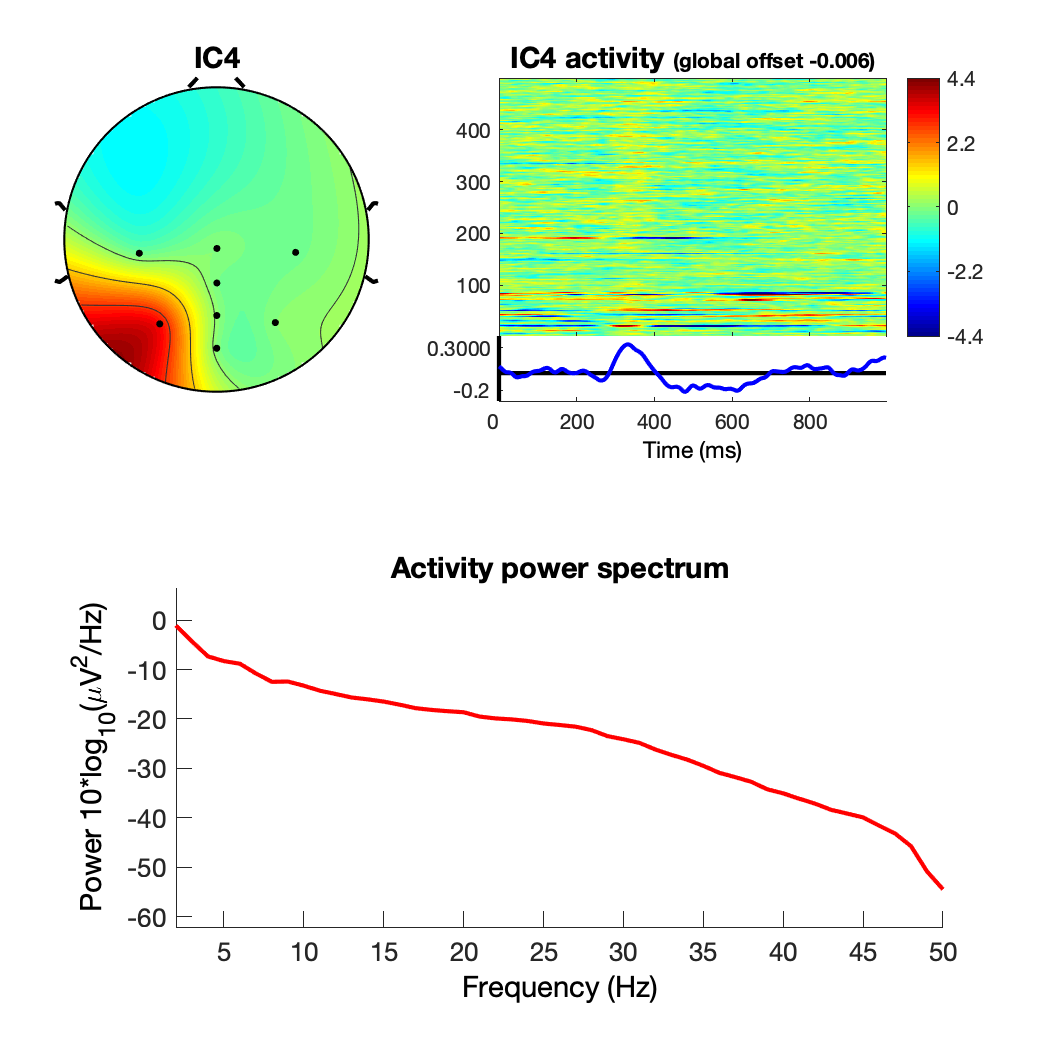 IC4
IC4 activity (global offset -0.006)
4.4
2.2
0
-2.2
-4.4
400
300
200
100
0.3000
-0.2
0 200 400 600 800
Time (ms)
Activity power spectrum
Power 10*log10(μV2/Hz)
0
-10
-20
-30
-40
-50
-60
5 10 15 20 25 30 35 40 45 50
Frequency (Hz)